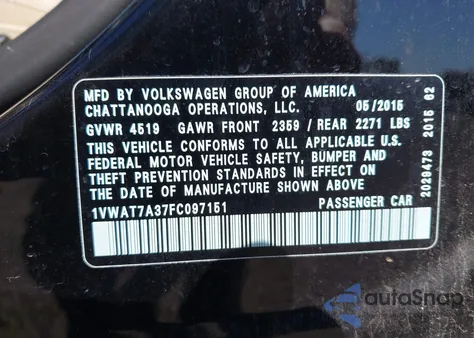 MFD BY VOLKSWAGEN GROUP OF AMERICA
CHATTANOOGA OPERATIONS, LLC. 05/2015
GVWR 4519 GAWR FRONT 2359 / REAR 2271 LBS
THIS VEHICLE CONFORMS TO ALL APPLICABLE U.S.
FEDERAL MOTOR VEHICLE SAFETY, BUMPER AND
THEFT PREVENTION STANDARDS IN EFFECT ON
THE DATE OF MANUFACTURE SHOWN ABOVE
1VWAT7A37FC097151 PASSENGER CAR
2029473 2015 62
autoSnap